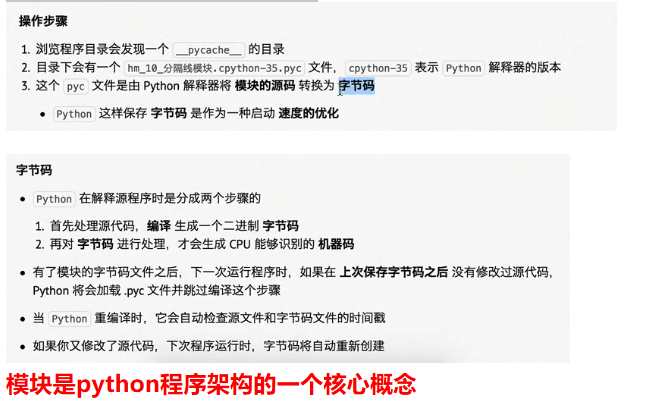 操作步骤
1. 浏览程序目录会发现一个 __pycache__ 的目录
2. 目录下会有一个 hm_10_分隔线模块.cpython-35.pyc 文件， cpython-35 表示 Python 解释器的版本
3. 这个 pyc 文件是由 Python 解释器将 模块的源码 转换为 字节码
• Python 这样保存 字节码 是作为一种启动 速度的优化
字节码
• Python 在解释源程序时是分成两个步骤的
1. 首先处理源代码，编译 生成一个二进制 字节码
2. 再对 字节码 进行处理，才会生成 CPU 能够识别的 机器码
• 有了模块的字节码文件之后，下一次运行程序时，如果在 上次保存字节码之后 没有修改过源代码，
Python 将会加载 .pyc 文件并跳过编译这个步骤
• 当 Python 重编译时，它会自动检查源文件和字节码文件的时间戳
• 如果你又修改了源代码，下次程序运行时，字节码将自动重新创建
模块是python程序架构的一个核心概念